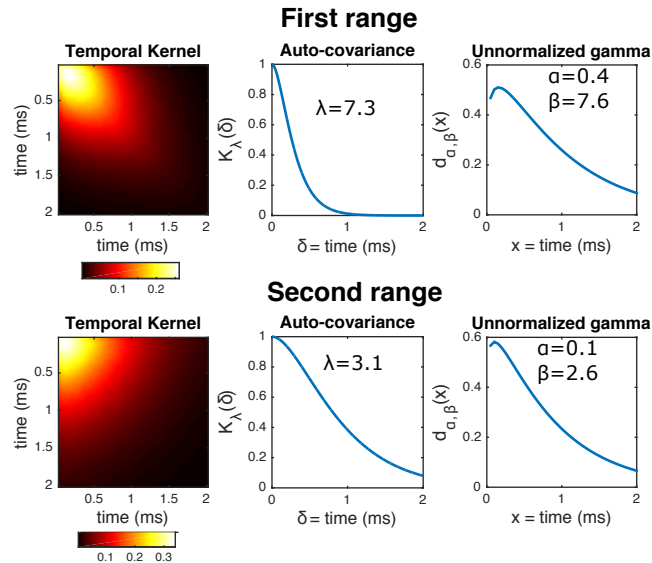 First range
Temporal Kernel
time (ms)
0.5
1
1.5
2
0.5 1 1.5 2
time (ms)
0.1 0.2
Auto-covariance
K_λ(δ)
1
0.8
0.6
0.4
0.2
0
λ=7.3
0 1 2
δ = time (ms)
Unnormalized gamma
d_α,β(x)
0.6
0.4
0.2
0
α=0.4
β=7.6
0 1 2
x = time (ms)
Second range
Temporal Kernel
time (ms)
0.5
1
1.5
2
0.5 1 1.5 2
time (ms)
0.1 0.2 0.3
Auto-covariance
K_λ(δ)
1
0.8
0.6
0.4
0.2
0
λ=3.1
0 1 2
δ = time (ms)
Unnormalized gamma
d_α,β(x)
0.6
0.4
0.2
0
α=0.1
β=2.6
0 1 2
x = time (ms)